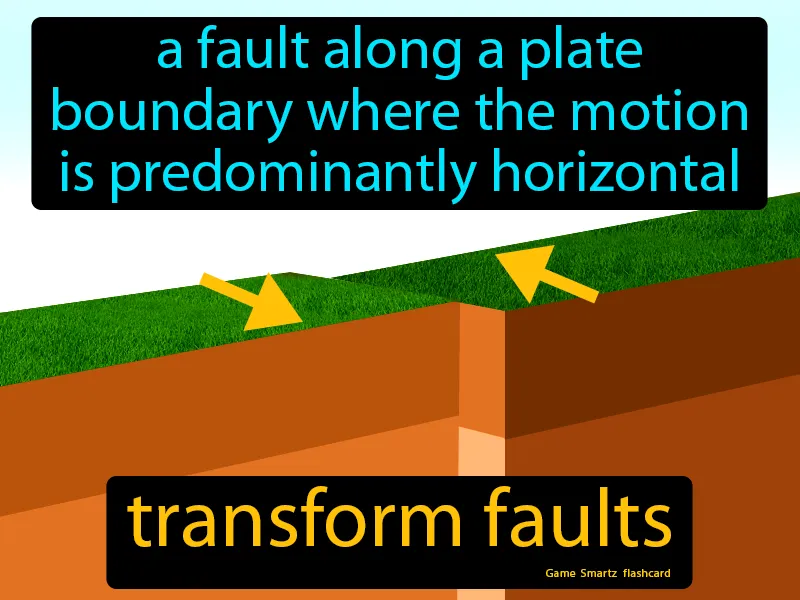 a fault along a plate
boundary where the motion
is predominantly horizontal
transform faults
Game Smartz flashcard